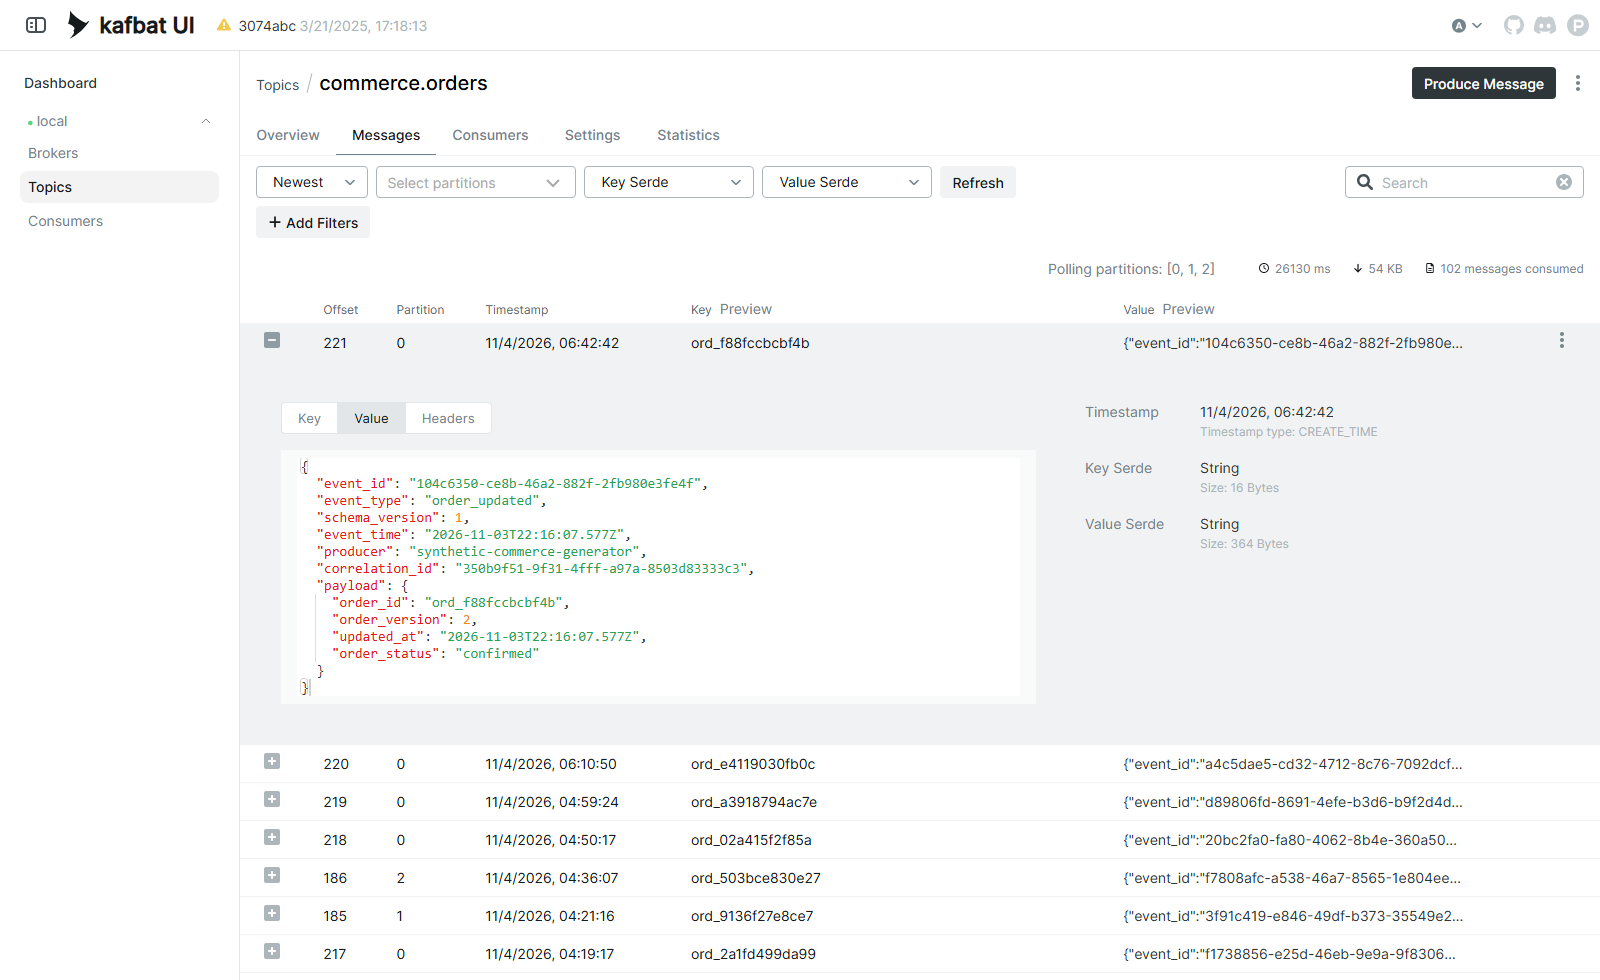 kafbat UI 3074abc 3/21/2025, 17:18:13 A
Dashboard
local
Brokers
Topics
Consumers
Topics / commerce.orders
Produce Message
Overview Messages Consumers Settings Statistics
Newest Select partitions Key Serde Value Serde Refresh Search
+ Add Filters
Polling partitions: [0, 1, 2] 26130 ms 54 KB 102 messages consumed
Offset Partition Timestamp Key Preview Value Preview
221 0 11/4/2026, 06:42:42 ord_f88fccbcbf4b {"event_id":"104c6350-ce8b-46a2-882f-2fb980e...
Key Value Headers
{
"event_id": "104c6350-ce8b-46a2-882f-2fb980e3fe4f",
"event_type": "order_updated",
"schema_version": 1,
"event_time": "2026-11-03T22:16:07.577Z",
"producer": "synthetic-commerce-generator",
"correlation_id": "350b9f51-9f31-4fff-a97a-8503d83333c3",
"payload": {
"order_id": "ord_f88fccbcbf4b",
"order_version": 2,
"updated_at": "2026-11-03T22:16:07.577Z",
"order_status": "confirmed"
}
}
Timestamp 11/4/2026, 06:42:42
Timestamp type: CREATE_TIME
Key Serde String
Size: 16 Bytes
Value Serde String
Size: 364 Bytes
220 0 11/4/2026, 06:10:50 ord_e4119030fb0c {"event_id":"a4c5dae5-cd32-4712-8c76-7092dcf...
219 0 11/4/2026, 04:59:24 ord_a3918794ac7e {"event_id":"d89806fd-8691-4efe-b3d6-b9f2d4d...
218 0 11/4/2026, 04:50:17 ord_02a415f2f85a {"event_id":"20bc2fa0-fa80-4062-8b4e-360a50...
186 2 11/4/2026, 04:36:07 ord_503bce830e27 {"event_id":"f7808afc-a538-46a7-8565-1e804ee...
185 1 11/4/2026, 04:21:16 ord_9136f27e8ce7 {"event_id":"3f91c419-e846-49df-b373-35549e2...
217 0 11/4/2026, 04:19:17 ord_2a1fd499da99 {"event_id":"f1738856-e25d-46eb-9e9a-9f8306...